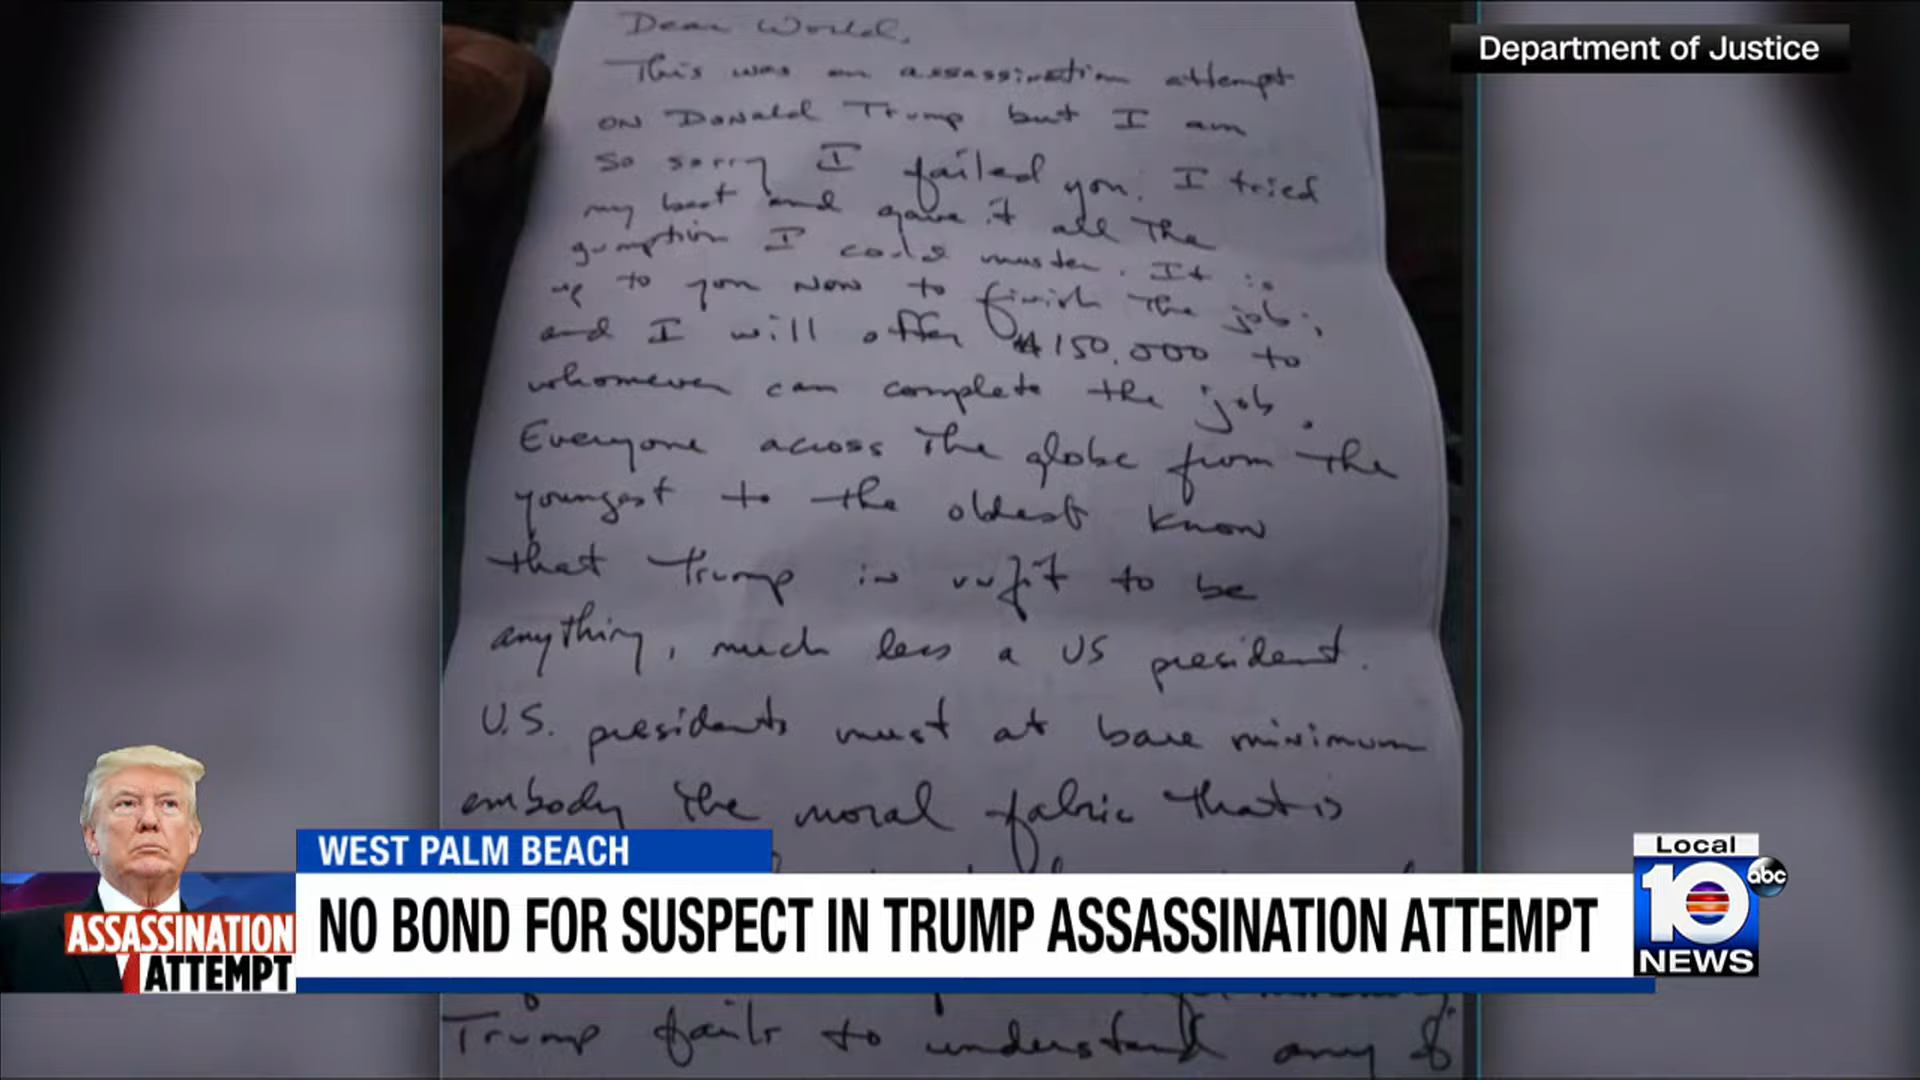 Department of Justice
Dear World,
This was an assassination attempt
on Donald Trump but I am
so sorry I failed you. I tried
my best and gave it all the
gumption I could muster. It is
up to you now to finish the job;
and I will offer $150,000 to
whomever can complete the job.
Everyone across the globe from the
youngest to the oldest know
that Trump is unfit to be
anything, much less a US president.
U.S. presidents must at bare minimum
embody the moral fabric that is
Trump fails to understand any of
WEST PALM BEACH
NO BOND FOR SUSPECT IN TRUMP ASSASSINATION ATTEMPT
ASSASSINATION
ATTEMPT
Local
10
abc
NEWS